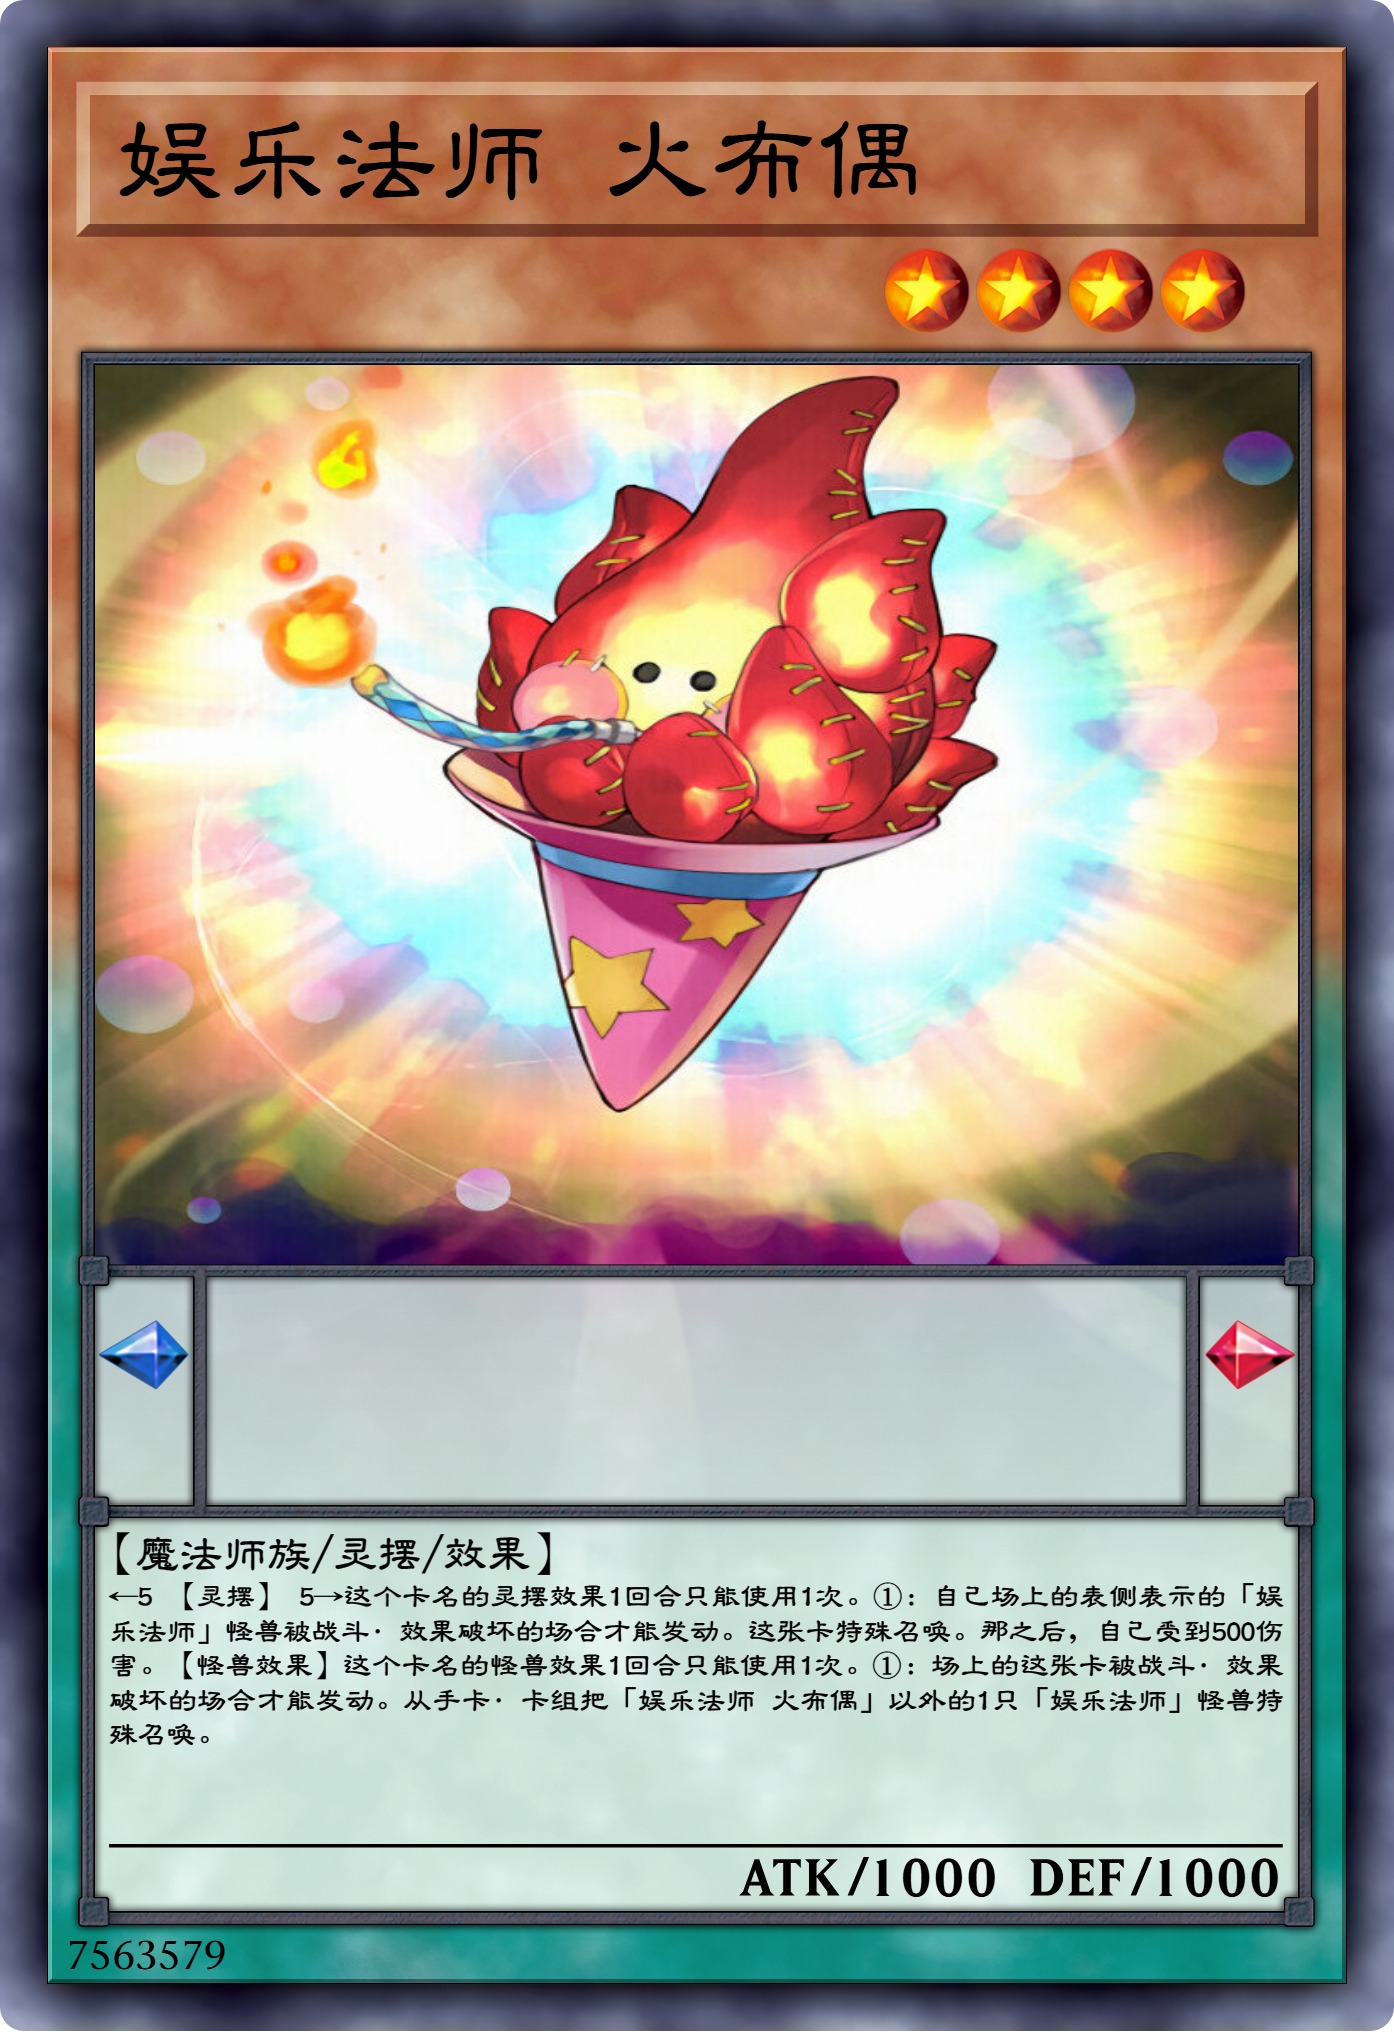 娱乐法师 火布偶
【魔法师族/灵摆/效果】
←5 【灵摆】 5→这个卡名的灵摆效果1回合只能使用1次。①：自己场上的表侧表示的「娱
乐法师」怪兽被战斗·效果破坏的场合才能发动。这张卡特殊召唤。那之后，自己受到500伤
害。【怪兽效果】这个卡名的怪兽效果1回合只能使用1次。①：场上的这张卡被战斗·效果
破坏的场合才能发动。从手卡·卡组把「娱乐法师 火布偶」以外的1只「娱乐法师」怪兽特
殊召唤。
ATK/1000 DEF/1000
7563579